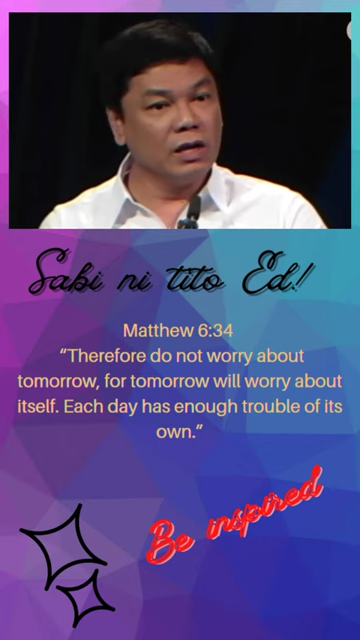 Sabi ni tito Ed!
Matthew 6:34
“Therefore do not worry about
tomorrow, for tomorrow will worry about
itself. Each day has enough trouble of its
own.”
Be inspired